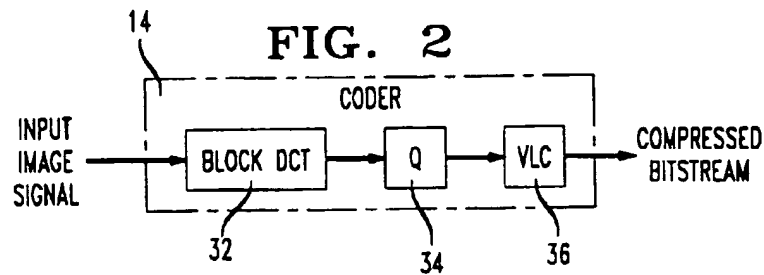 FIG. 2
14
CODER
INPUT
IMAGE
SIGNAL
BLOCK DCT
Q
VLC
COMPRESSED
BITSTREAM
32
34
36